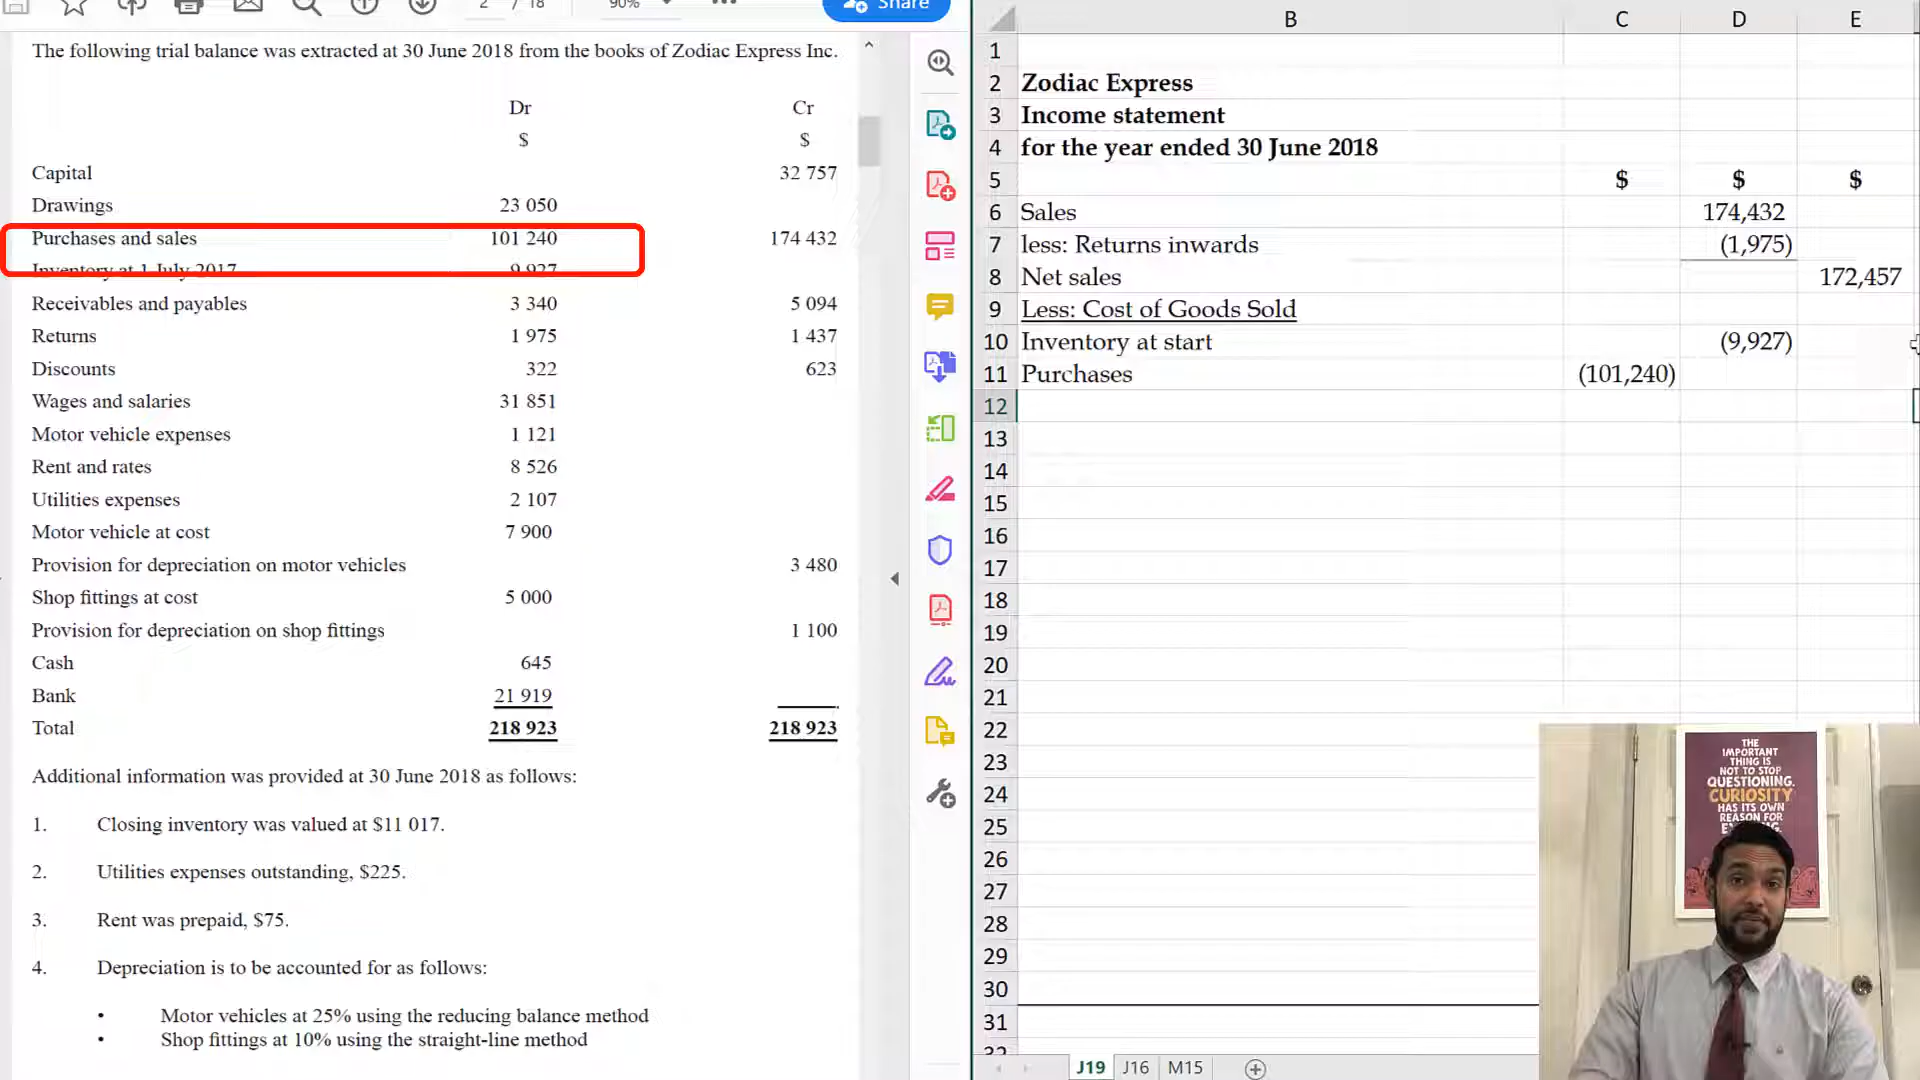 2 / 18
90%
Share
The following trial balance was extracted at 30 June 2018 from the books of Zodiac Express Inc.
Dr Cr
$ $
Capital 32 757
Drawings 23 050
Purchases and sales 101 240 174 432
Inventory at 1 July 2017 9 927
Receivables and payables 3 340 5 094
Returns 1 975 1 437
Discounts 322 623
Wages and salaries 31 851
Motor vehicle expenses 1 121
Rent and rates 8 526
Utilities expenses 2 107
Motor vehicle at cost 7 900
Provision for depreciation on motor vehicles 3 480
Shop fittings at cost 5 000
Provision for depreciation on shop fittings 1 100
Cash 645
Bank 21 919
Total 218 923 218 923
Additional information was provided at 30 June 2018 as follows:
1. Closing inventory was valued at $11 017.
2. Utilities expenses outstanding, $225.
3. Rent was prepaid, $75.
4. Depreciation is to be accounted for as follows:
• Motor vehicles at 25% using the reducing balance method
• Shop fittings at 10% using the straight-line method
B C D E
1
2 Zodiac Express
3 Income statement
4 for the year ended 30 June 2018
5 $ $ $
6 Sales 174,432
7 less: Returns inwards (1,975)
8 Net sales 172,457
9 Less: Cost of Goods Sold
10 Inventory at start (9,927)
11 Purchases (101,240)
12
13
14
15
16
17
18
19
20
21
22
23
24
25
26
27
28
29
30
31
32
J19 J16 M15
THE
IMPORTANT
THING IS
NOT TO STOP
QUESTIONING.
CURIOSITY
HAS ITS OWN
REASON FOR